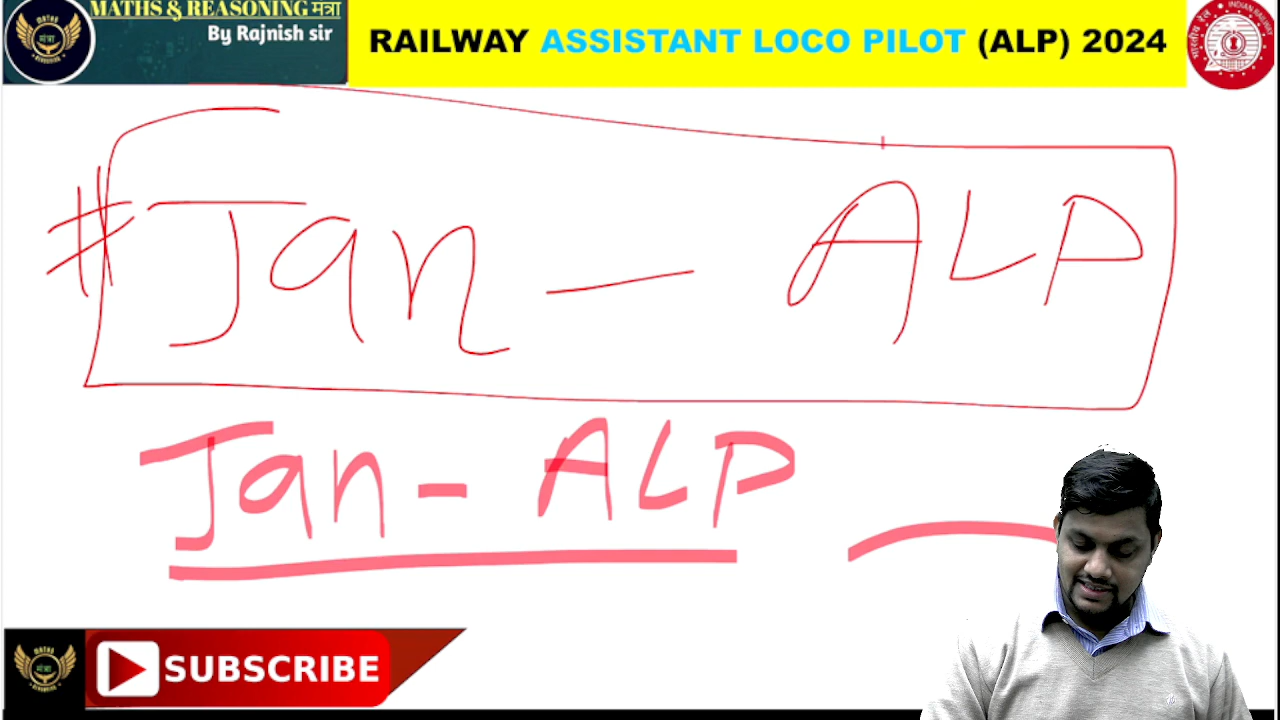 MATHS & REASONING मंत्रा
By Rajnish sir
RAILWAY ASSISTANT LOCO PILOT (ALP) 2024
# Jan - ALP
Jan - ALP
SUBSCRIBE